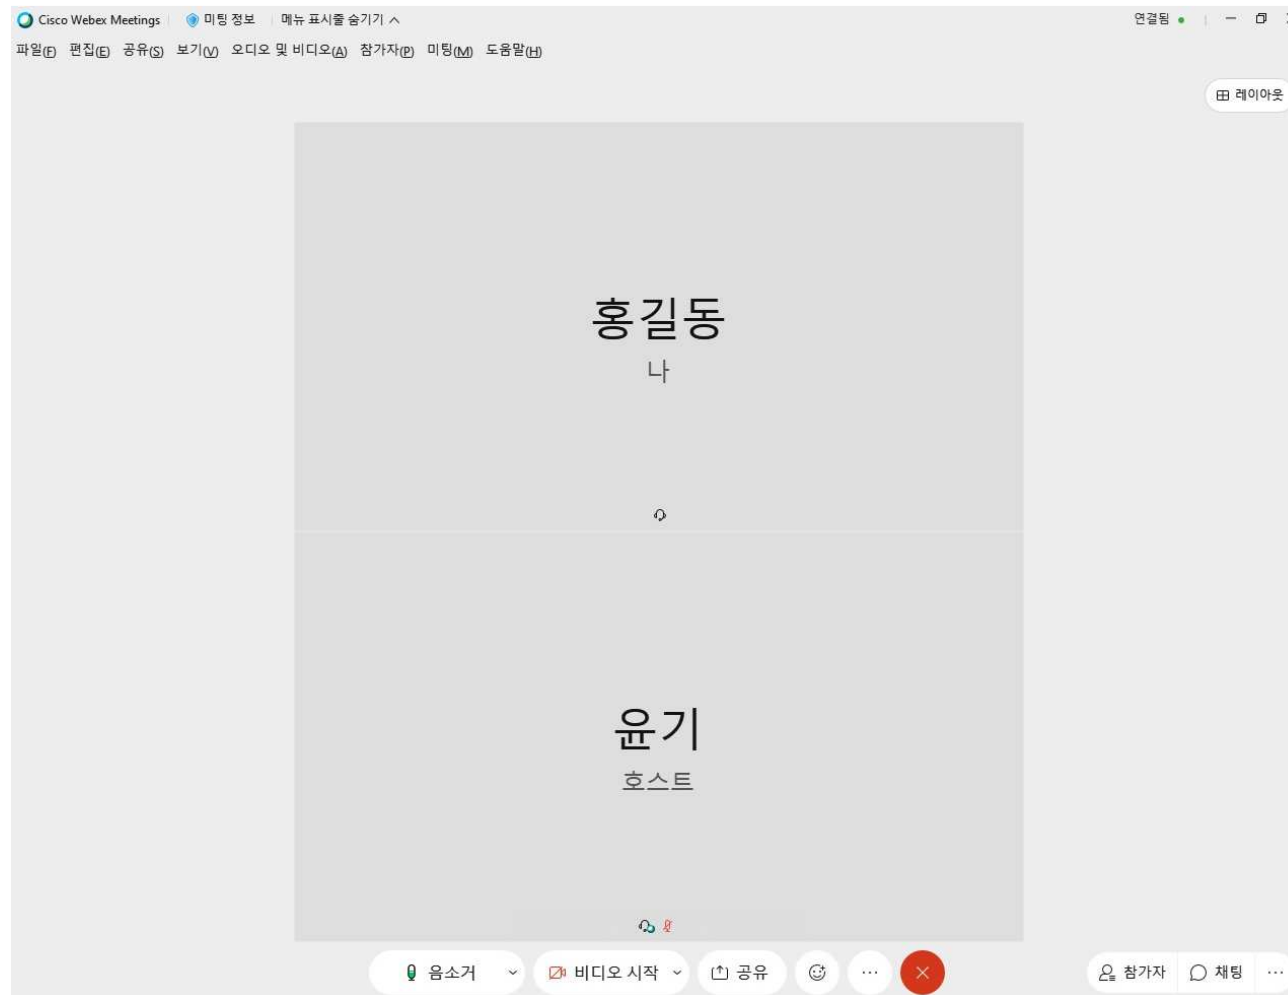 Cisco Webex Meetings 미팅 정보 메뉴 표시줄 숨기기 연결됨
파일(F) 편집(E) 공유(S) 보기(V) 오디오 및 비디오(A) 참가자(P) 미팅(M) 도움말(H)
레이아웃
홍길동
나
윤기
호스트
음소거 비디오 시작 공유 참가자 채팅